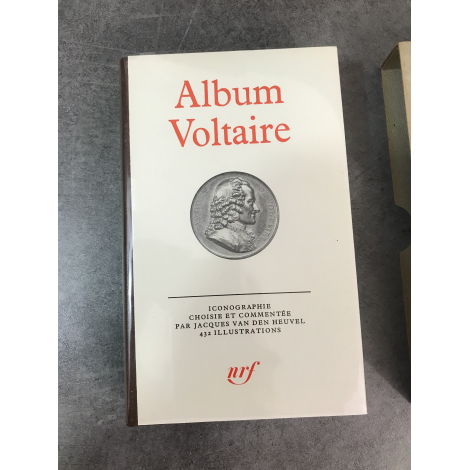 Album
Voltaire
ICONOGRAPHIE
CHOISIE ET COMMENTÉE
PAR JACQUES VAN DEN HEUVEL
432 ILLUSTRATIONS
nrf